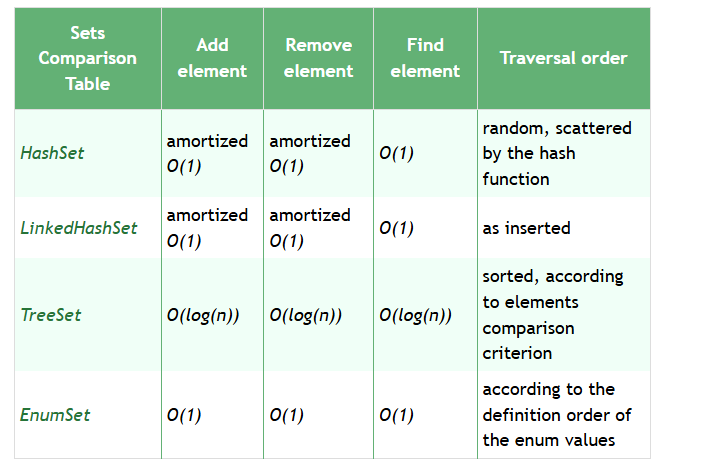 Sets
Comparison
Table
Add
element
Remove
element
Find
element
Traversal order
HashSet
amortized
O(1)
amortized
O(1)
O(1)
random, scattered
by the hash
function
LinkedHashSet
amortized
O(1)
amortized
O(1)
O(1)
as inserted
TreeSet
O(log(n))
O(log(n))
O(log(n))
sorted, according
to elements
comparison
criterion
EnumSet
O(1)
O(1)
O(1)
according to the
definition order of
the enum values